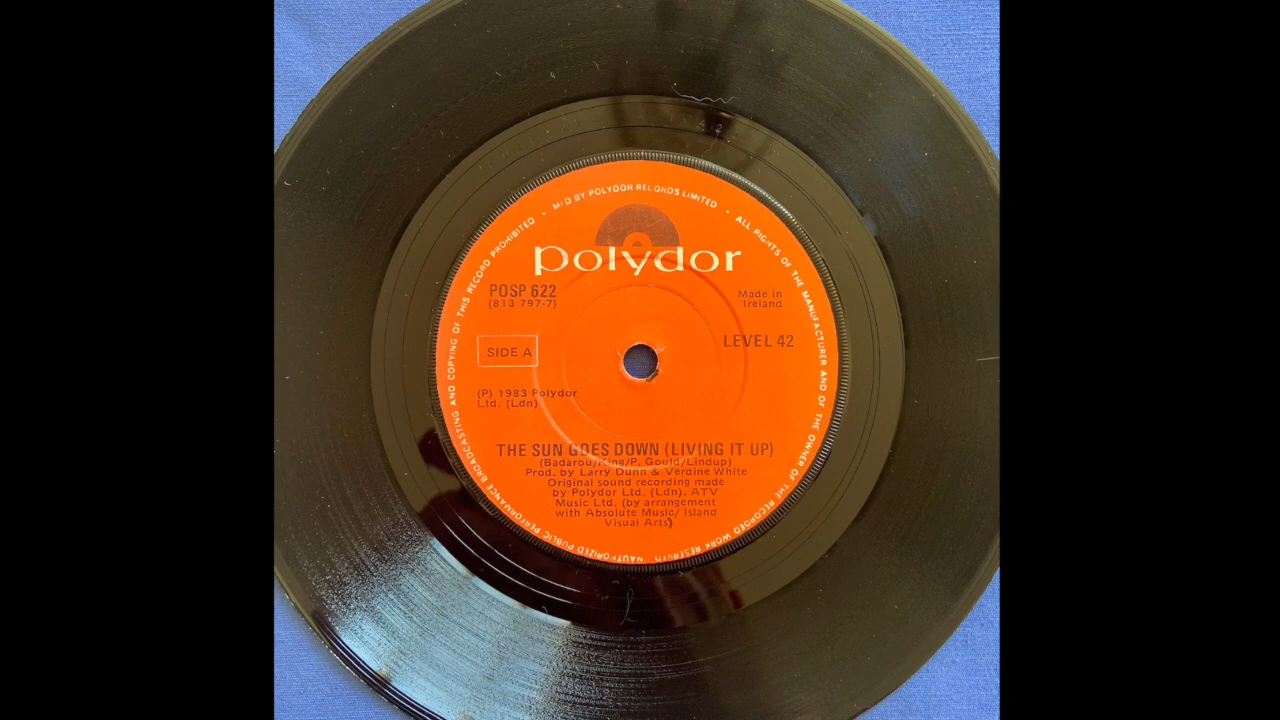 MFD BY POLYDOR RECORDS LIMITED • ALL RIGHTS OF THE MANUFACTURER AND OF THE OWNER OF THE RECORDED WORK RESERVED UNAUTHORIZED PUBLIC PERFORMANCE BROADCASTING AND COPYING OF THIS RECORD PROHIBITED •
polydor
POSP 622
(813 797-7)
Made in
Ireland
LEVEL 42
SIDE A
(P) 1983 Polydor
Ltd. (Ldn)
THE SUN GOES DOWN (LIVING IT UP)
(Badarou/King/P. Gould/Lindup)
Prod. by Larry Dunn & Verdine White
Original sound recording made
by Polydor Ltd. (Ldn). ATV
Music Ltd. (by arrangement
with Absolute Music/ Island
Visual Arts)